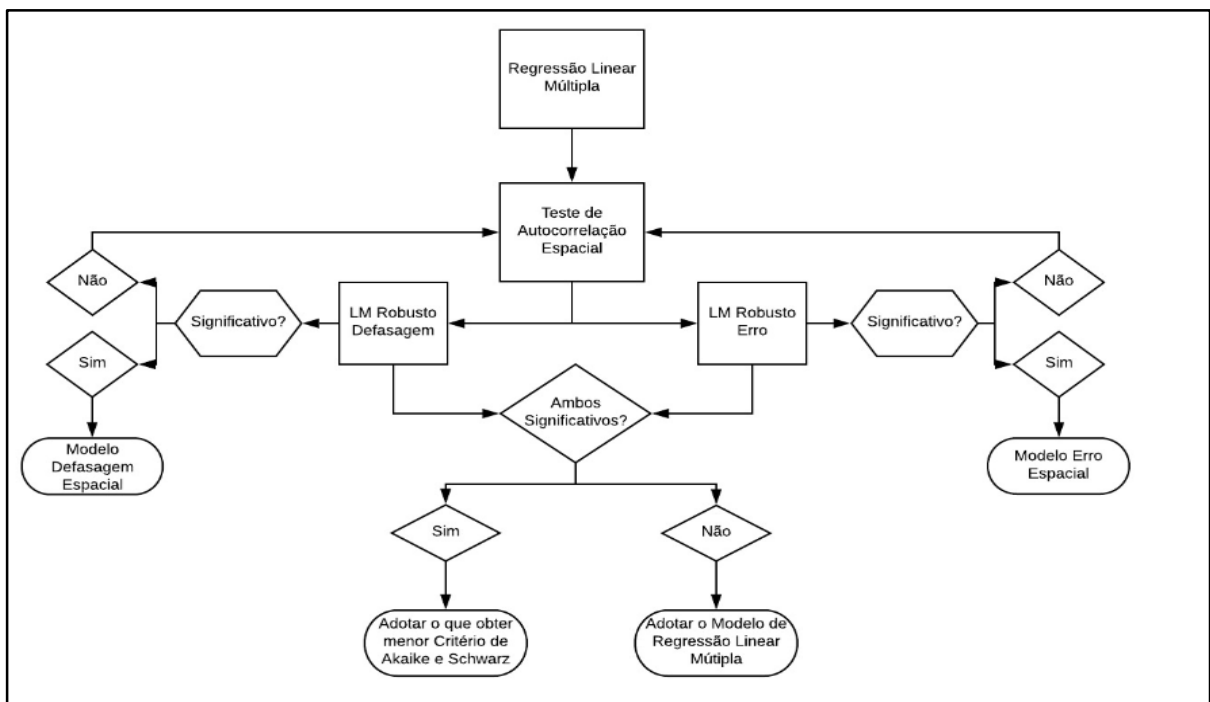 Regressão Linear
Múltipla
Teste de
Autocorrelação
Espacial
Não
Não
Significativo?
LM Robusto
Defasagem
LM Robusto
Erro
Significativo?
Sim
Sim
Ambos
Significativos?
Modelo
Defasagem
Espacial
Modelo Erro
Espacial
Sim
Não
Adotar o que obter
menor Critério de
Akaike e Schwarz
Adotar o Modelo de
Regressão Linear
Mútipla